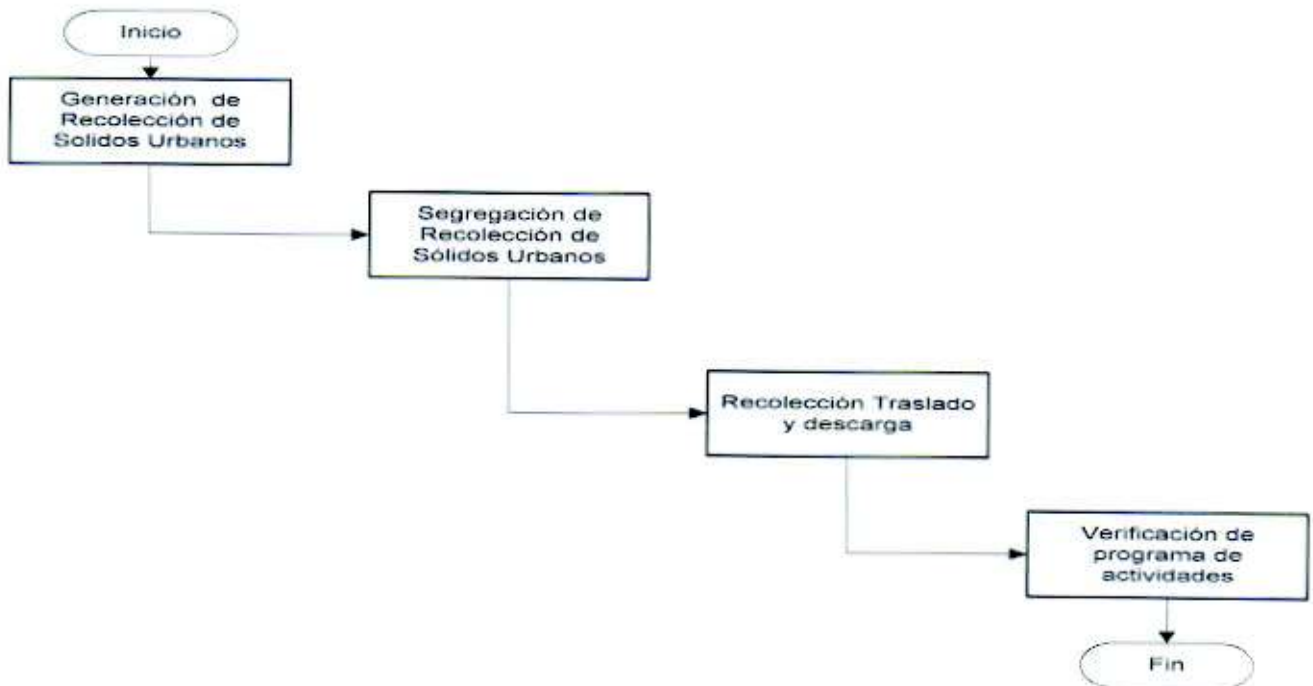 Inicio
Generación de
Recolección de
Solidos Urbanos
Segregación de
Recolección de
Sólidos Urbanos
Recolección Traslado
y descarga
Verificación de
programa de
actividades
Fin